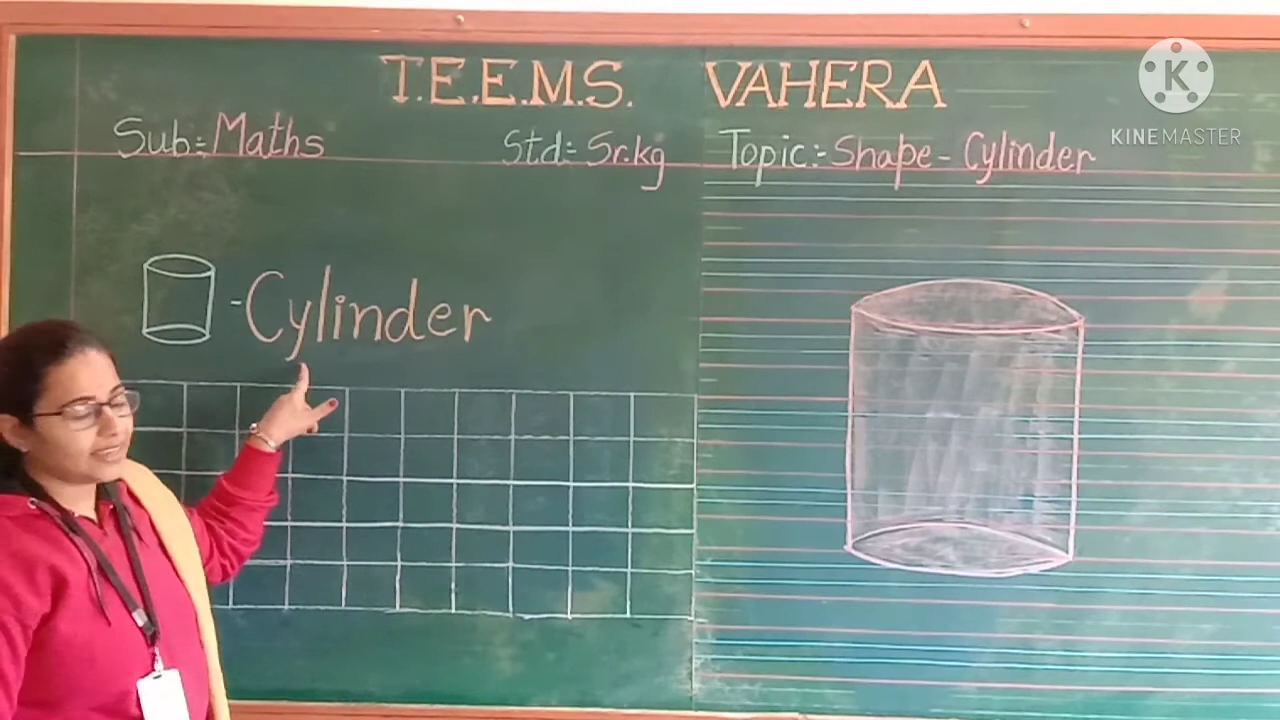 T.E.E.M.S. VAHERA
K
KINEMASTER
Sub:- Maths Std:- Sr.kg Topic:- Shape - Cylinder
- Cylinder